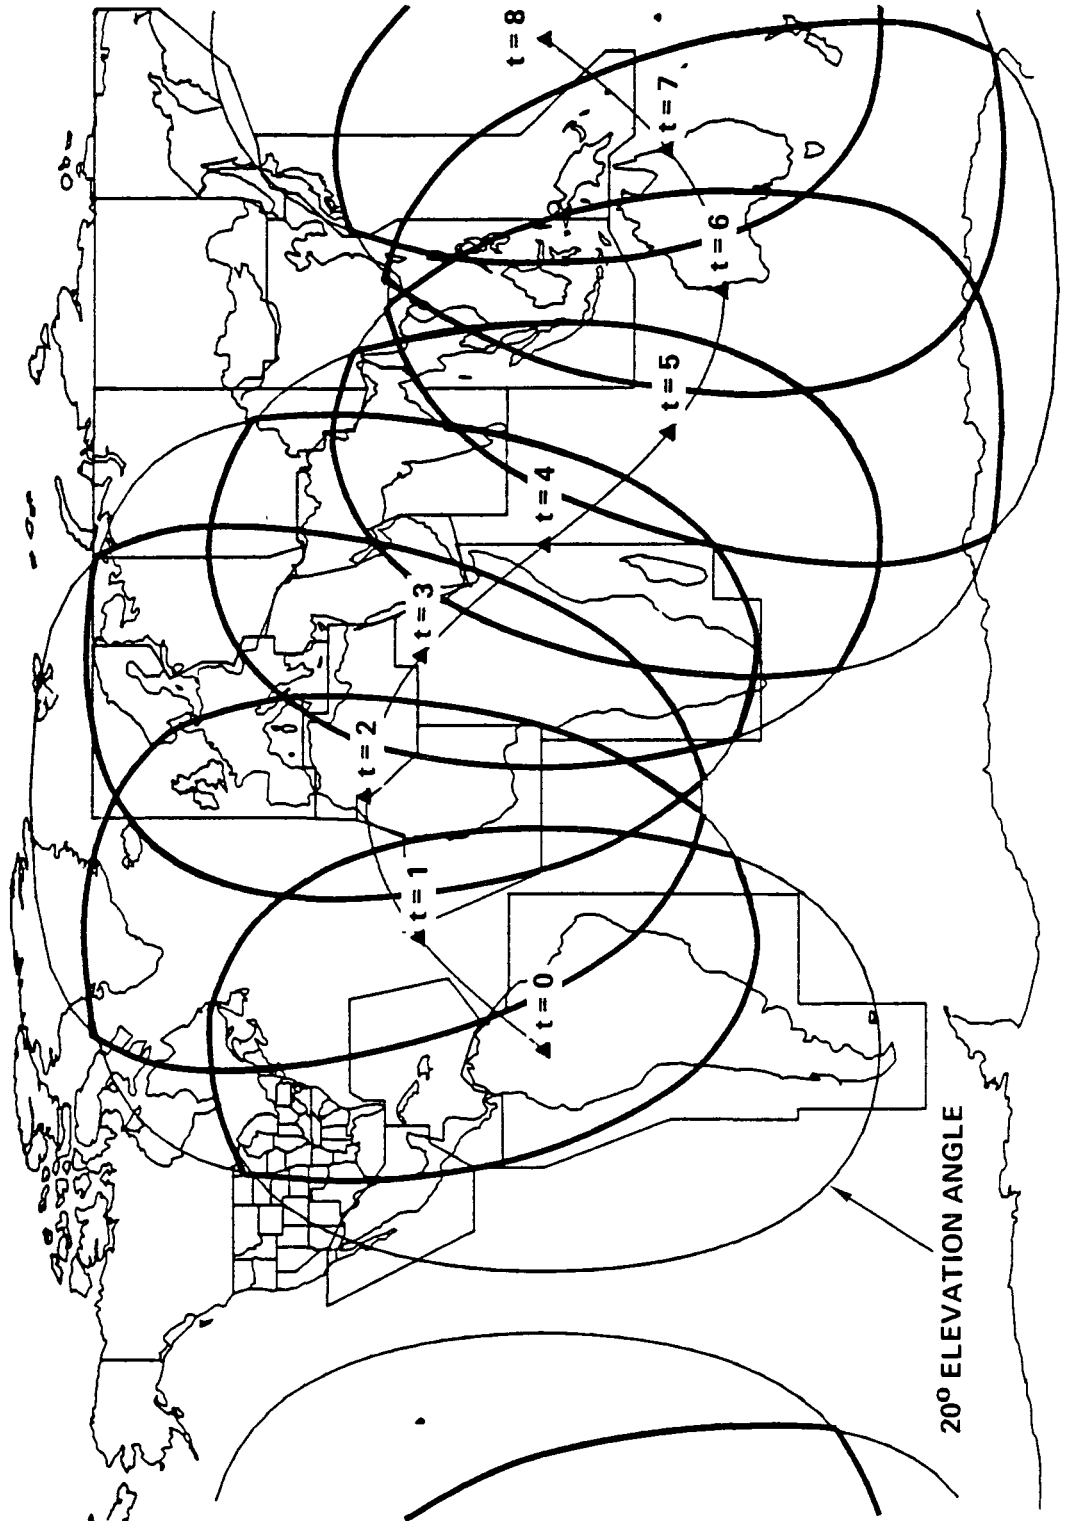 t = 0
t = 1
t = 2
t = 3
t = 4
t = 5
t = 6
t = 7
t = 8
20° ELEVATION ANGLE